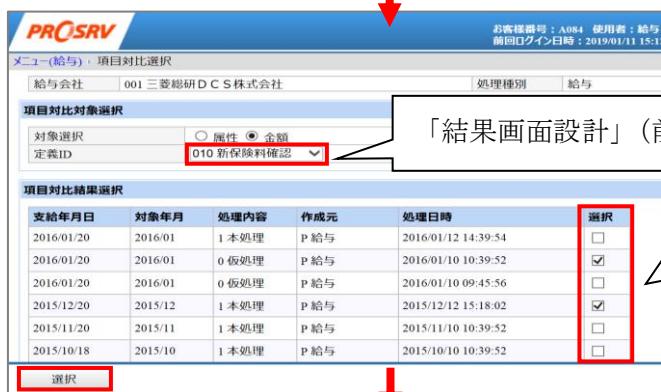 PROSRV
お客様番号：A084 使用者：給与
前回ログイン日時：2019/01/11 15:1
メニュー(給与)› 項目対比選択
給与会社 001 三菱総研ＤＣＳ株式会社 処理種別 給与
項目対比対象選択
対象選択 属性 金額
定義ID 010 新保険料確認
「結果画面設計」（前
項目対比結果選択
支給年月日 対象年月 処理内容 作成元 処理日時 選択
2016/01/20 2016/01 1 本処理 P 給与 2016/01/12 14:39:54
2016/01/20 2016/01 0 仮処理 P 給与 2016/01/10 10:39:52
2016/01/20 2016/01 0 仮処理 P 給与 2016/01/10 09:45:56
2015/12/20 2015/12 1 本処理 P 給与 2015/12/12 15:18:02
2015/11/20 2015/11 1 本処理 P 給与 2015/11/10 10:39:52
2015/10/18 2015/10 1 本処理 P 給与 2015/10/10 10:39:52
選択